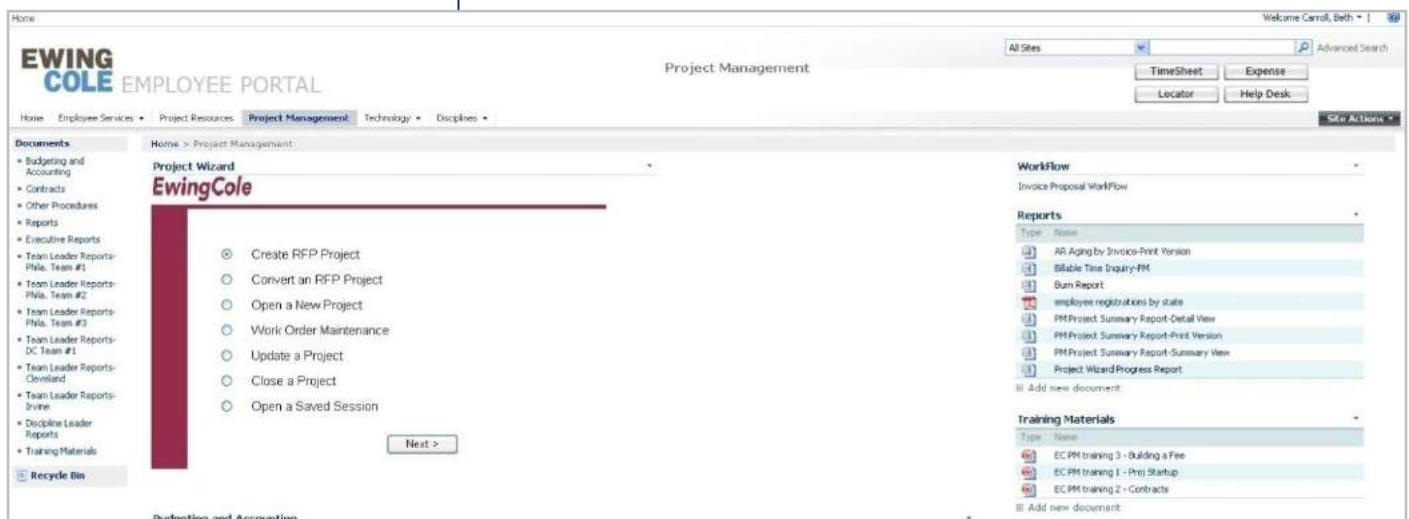 Home
Welcome Carroll, Beth
EWING
COLE EMPLOYEE PORTAL
Project Management
All Sites
Advanced Search
TimeSheet
Expense
Locator
Help Desk
Home
Employee Services
Project Resources
Project Management
Technology
Disciplines
Site Actions
Documents
Budgeting and
Accounting
Contracts
Other Procedures
Reports
Executive Reports
Team Leader Reports-
Phila. Team #1
Team Leader Reports-
Phila. Team #2
Team Leader Reports-
Phila. Team #3
Team Leader Reports-
DC Team #1
Team Leader Reports-
Cleveland
Team Leader Reports-
Irvine
Discipline Leader
Reports
Training Materials
Recycle Bin
Home > Project Management
Project Wizard
EwingCole
Create RFP Project
Convert an RFP Project
Open a New Project
Work Order Maintenance
Update a Project
Close a Project
Open a Saved Session
Next >
Budgeting and Accounting
WorkFlow
Invoice Proposal WorkFlow
Reports
Type Name
AR Aging by Invoice-Print Version
Billable Time Inquiry-PM
Burn Report
employee registrations by state
PM Project Summary Report-Detail View
PM Project Summary Report-Print Version
PM Project Summary Report-Summary View
Project Wizard Progress Report
Add new document
Training Materials
Type Name
EC PM training 3 - Building a Fee
EC PM training 1 - Proj Startup
EC PM training 2 - Contracts
Add new document